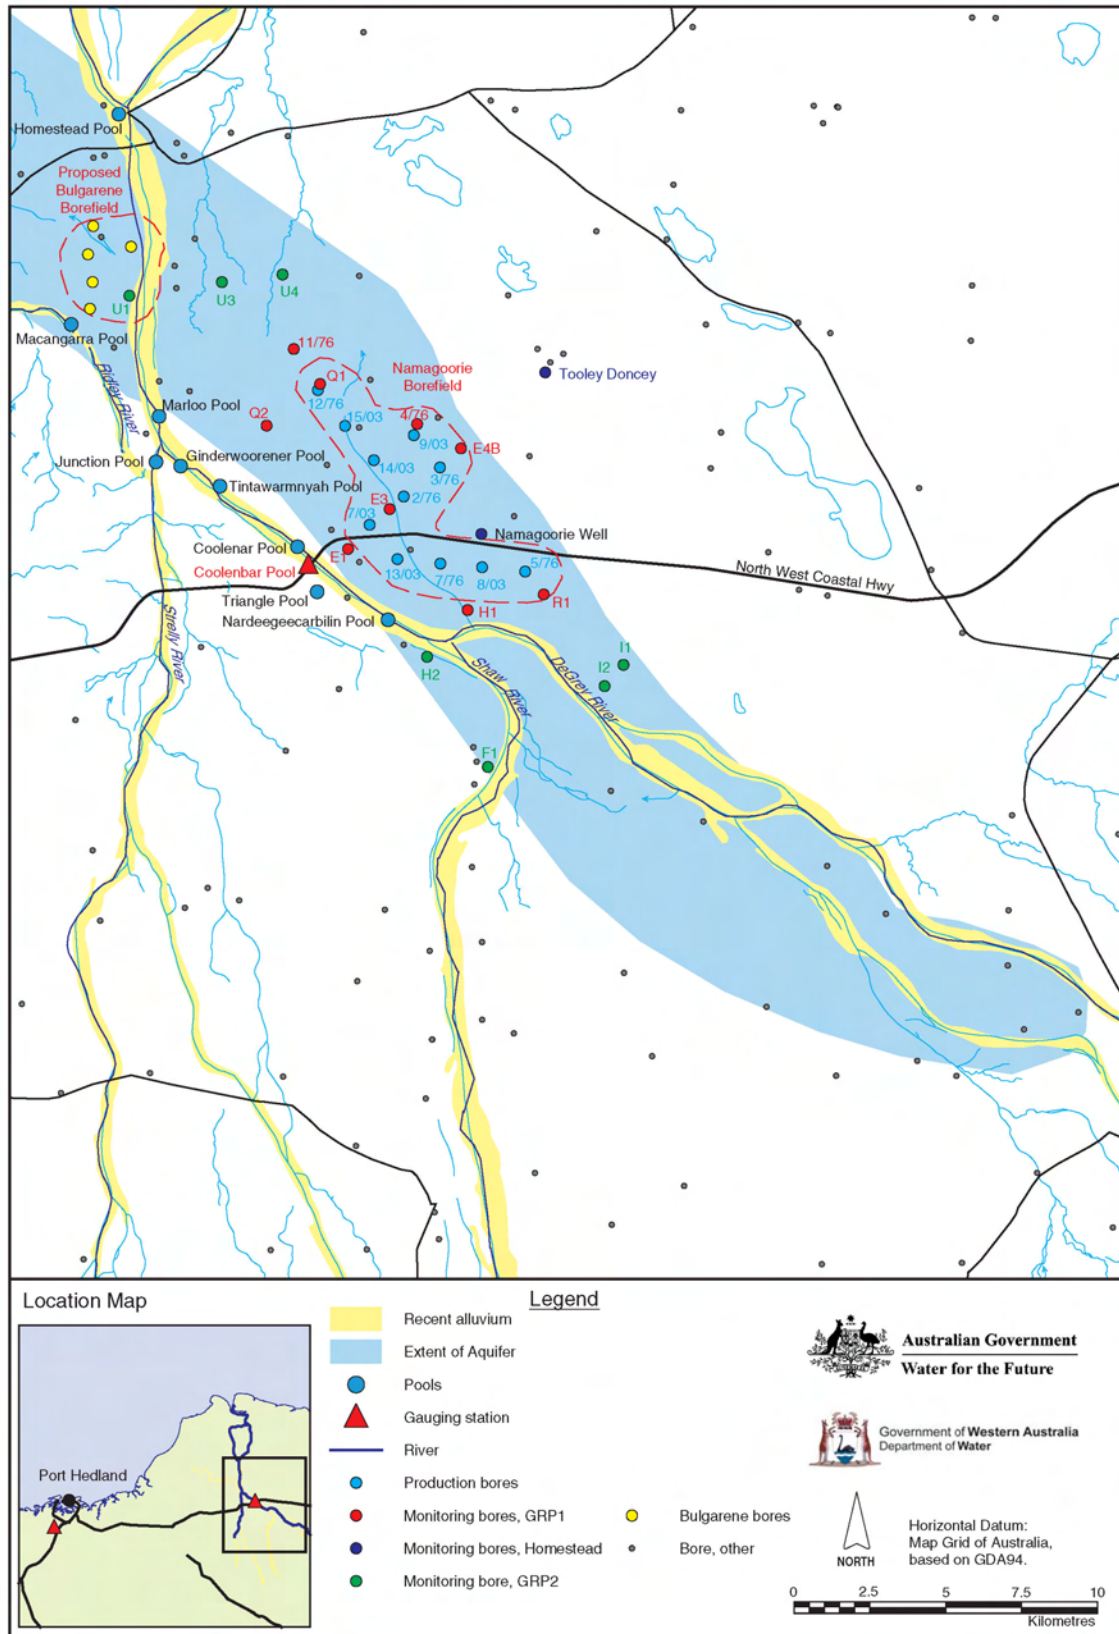 Homestead Pool
Proposed
Bulgarene
Borefield
U1
U3
U4
Macangarra Pool
Ridley River
11/76
Q1
Namagoorie
Borefield
Tooley Doncey
12/76
15/03
4/76
Q2
9/03
E4B
Marloo Pool
Junction Pool
Ginderwoorener Pool
14/03
3/76
Tintawarmnyah Pool
2/76
E3
7/03
Namagoorie Well
Coolenar Pool
E1
Coolenbar Pool
13/03
7/76
8/03
5/76
North West Coastal Hwy
Triangle Pool
R1
H1
Nardeegeecarbilin Pool
Strelly River
H2
Shaw River
DeGrey River
I1
I2
F1
Location Map
Port Hedland
Legend
Recent alluvium
Extent of Aquifer
Pools
Gauging station
River
Production bores
Monitoring bores, GRP1
Monitoring bores, Homestead
Monitoring bore, GRP2
Bulgarene bores
Bore, other
Australian Government
Water for the Future
Government of Western Australia
Department of Water
NORTH
Horizontal Datum:
Map Grid of Australia,
based on GDA94.
0 2.5 5 7.5 10
Kilometres